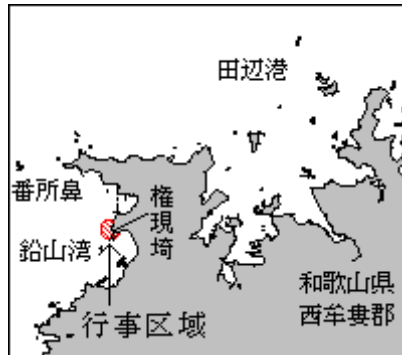 田辺港
番所鼻
権現埼
鉛山湾
和歌山県
西牟婁郡
行事区域